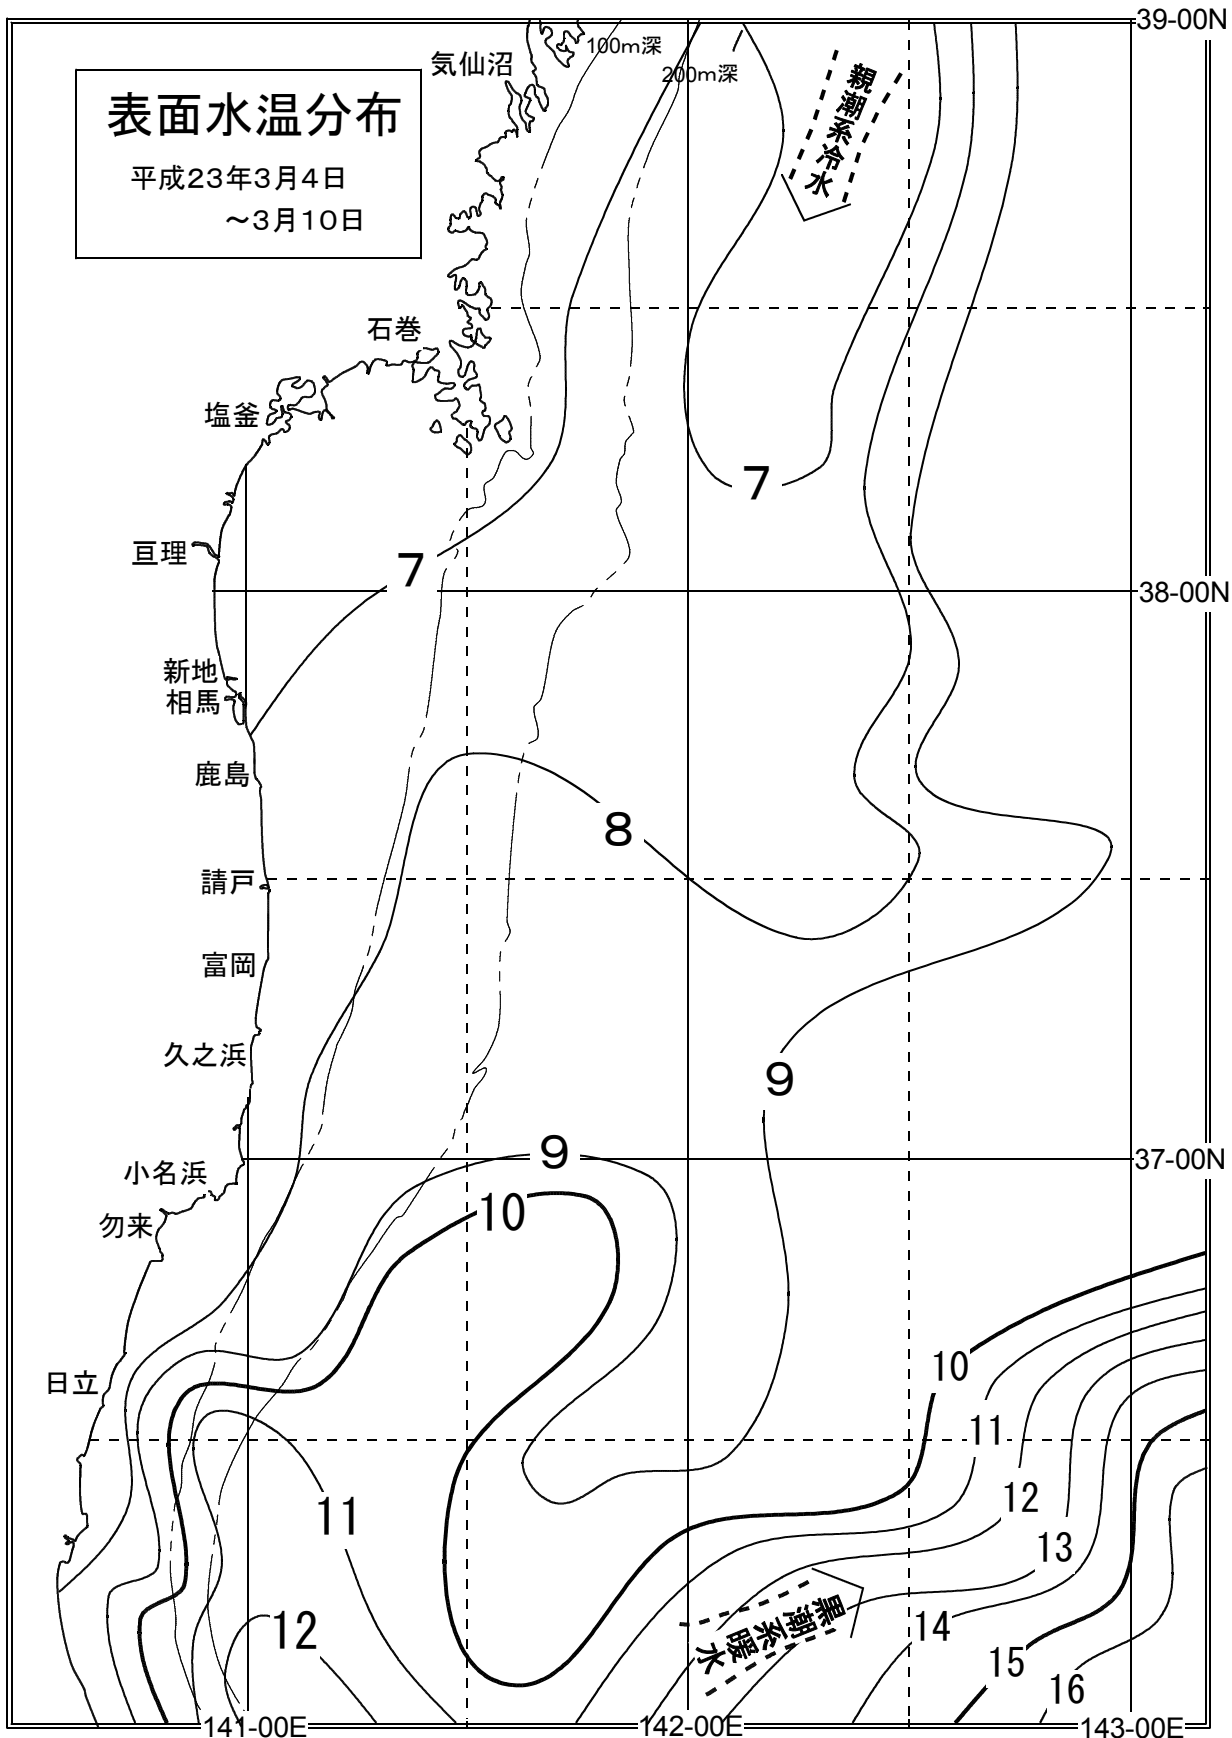 39-00N
気仙沼
100m深
200m深
親潮系冷水
表面水温分布
平成23年3月4日
～3月10日
石巻
塩釜
7
亘理
7
38-00N
新地
相馬
鹿島
8
請戸
富岡
久之浜
9
9
37-00N
小名浜
10
勿来
10
日立
11
11
12
13
12
14
黒潮系暖水
15
16
141-00E
142-00E
143-00E